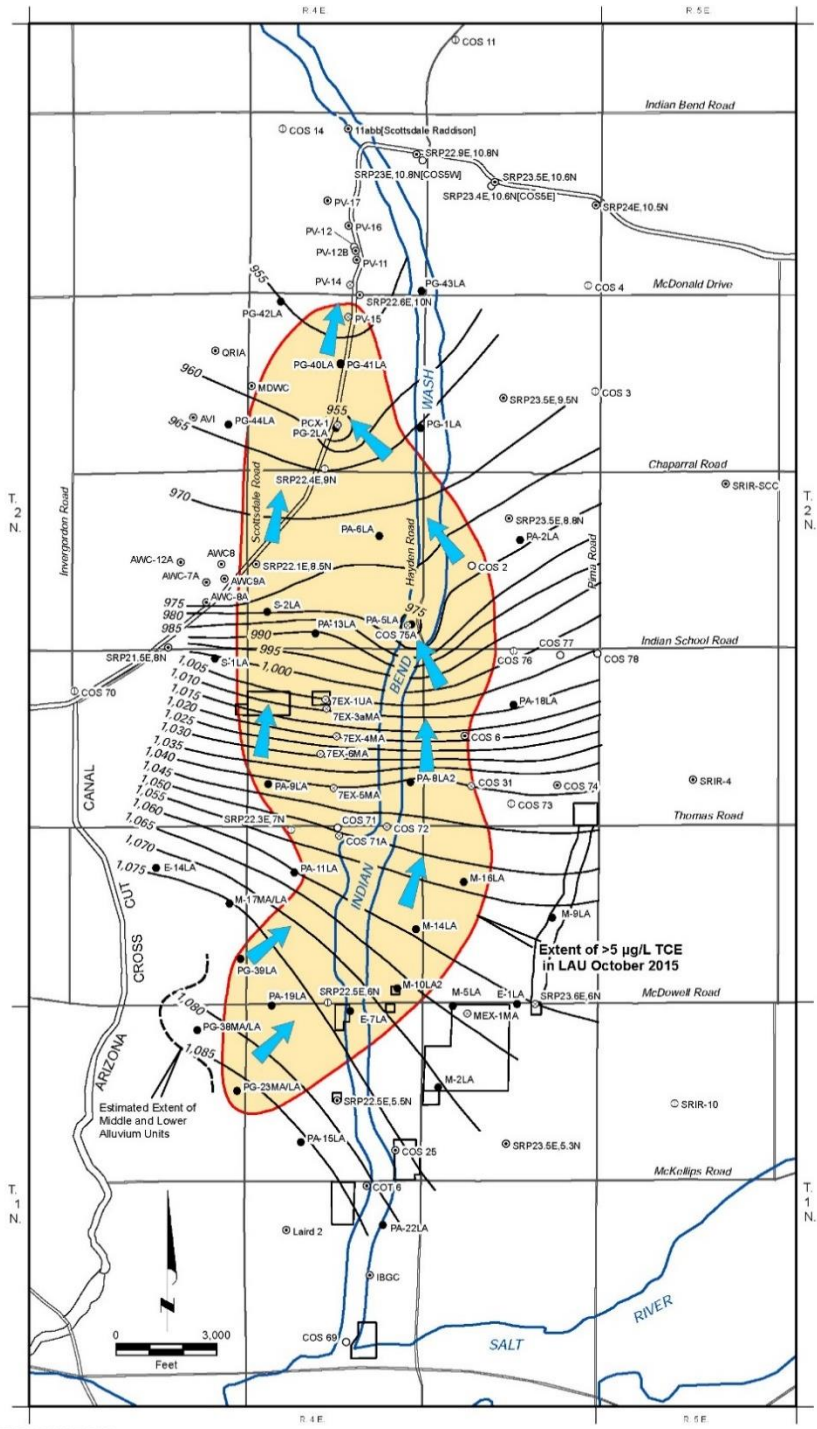 R. 4 E.
R. 5 E.
COS 11
Indian Bend Road
COS 14
11abb[Scottsdale Raddison]
SRP22.9E,10.8N
SRP23E,10.8N[COS5W]
SRP23.5E,10.6N
SRP23.4E,10.6N[COS5E]
SRP24E,10.5N
PV-17
PV-16
PV-12
PV-12B
PV-11
955
PV-14
PG-43LA
COS 4
McDonald Drive
SRP22.6E,10N
PG-42LA
PV-15
QRIA
PG-40LA
PG-41LA
960
MDWC
WASH
SRP23.5E,9.5N
COS 3
955
965
AVI
PG-44LA
PCX-1
PG-2LA
PG-1LA
Chaparral Road
T.
2
N.
SRP22.4E,9N
SRIR-SCC
T.
2
N.
970
Scottsdale Road
Invergordon Road
SRP23.5E,8.8N
PA-6LA
PA-2LA
Hayden Road
Pima Road
AWC-12A
AWC8
SRP22.1E,8.5N
COS 2
AWC-7A
AWC9A
AWC-8A
975
980
S-2LA
975
985
990
PA-13LA
PA-5LA
COS 75A
995
Indian School Road
COS 77
SRP21.5E,8N
S-1LA
1,000
COS 76
COS 78
BEND
1,005
1,010
COS 70
1,015
7EX-1UA
PA-18LA
1,020
7EX-3aMA
1,025
7EX-4MA
COS 6
1,030
7EX-6MA
1,035
1,040
CANAL
1,045
PA-9LA
7EX-5MA
PA-8LA2
COS 31
COS 74
SRIR-4
1,050
1,055
COS 73
1,060
SRP22.3E,7N
COS 71
COS 72
Thomas Road
1,065
COS 71A
1,070
1,075
E-14LA
PA-11LA
INDIAN
M-16LA
CUT
M-17MA/LA
M-9LA
M-14LA
CROSS
Extent of >5 µg/L TCE
in LAU October 2015
PG-39LA
M-10LA2
1,080
PA-19LA
SRP22.5E,6N
M-5LA
E-1LA
SRP23.6E,6N
McDowell Road
E-7LA
MEX-1MA
PG-38MA/LA
1,085
ARIZONA
PG-23MA/LA
M-2LA
SRP22.5E,5.5N
SRIR-10
Estimated Extent of
Middle and Lower
Alluvium Units
PA-15LA
SRP23.5E,5.3N
COS 25
McKellips Road
T.
1
N.
COT 6
T.
1
N.
Laird 2
PA-22LA
IBGC
RIVER
N
0
3,000
Feet
COS 69
SALT
R. 4 E.
R. 5 E.